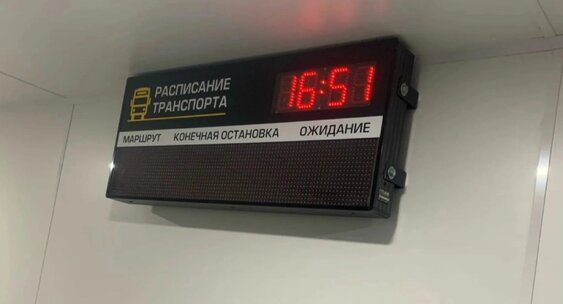 РАСПИСАНИЕ
ТРАНСПОРТА
16:51
МАРШРУТ КОНЕЧНАЯ ОСТАНОВКА ОЖИДАНИЕ